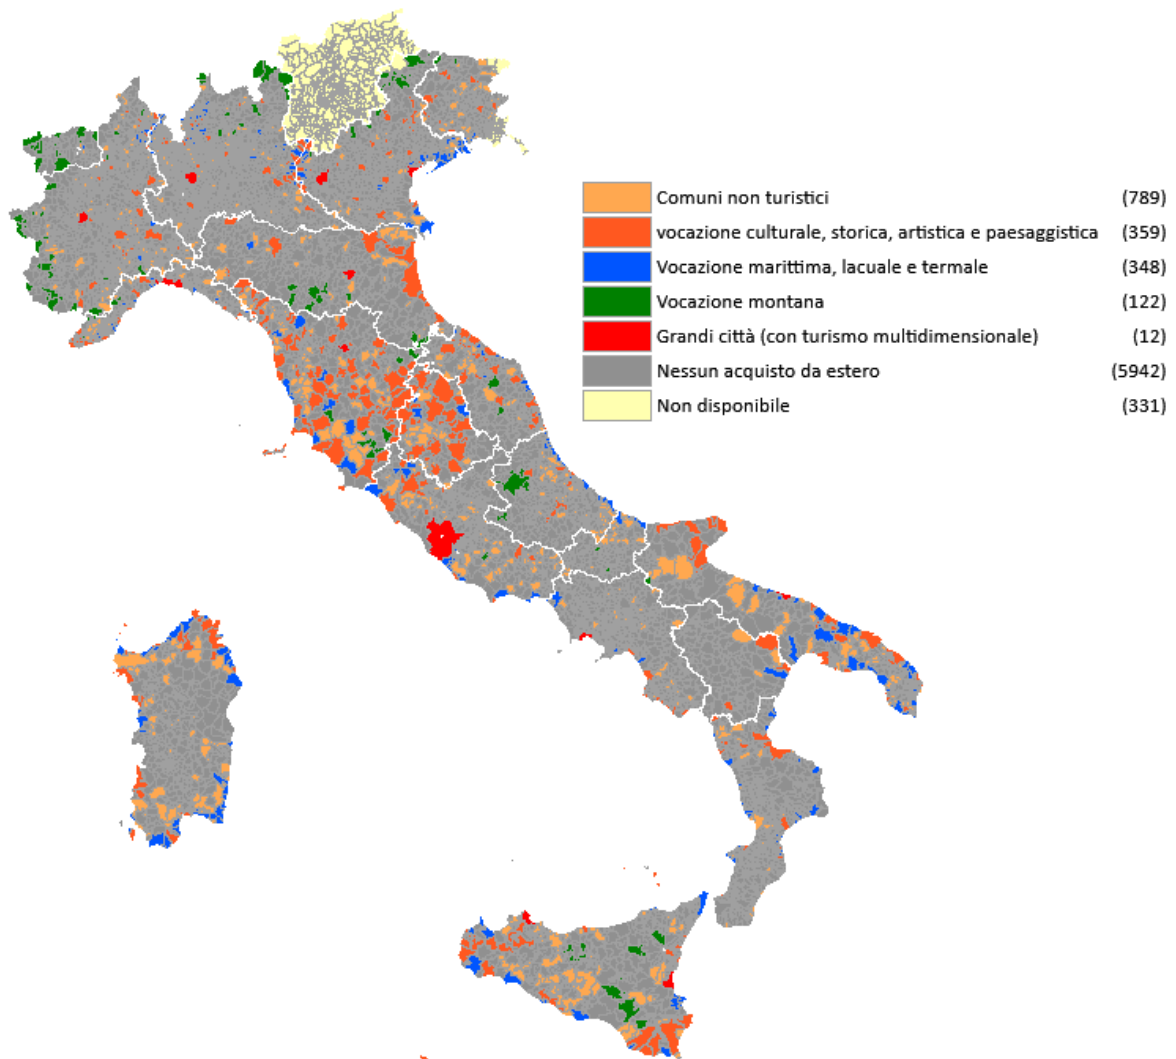 Comuni non turistici (789)
vocazione culturale, storica, artistica e paesaggistica (359)
Vocazione marittima, lacuale e termale (348)
Vocazione montana (122)
Grandi città (con turismo multidimensionale) (12)
Nessun acquisto da estero (5942)
Non disponibile (331)